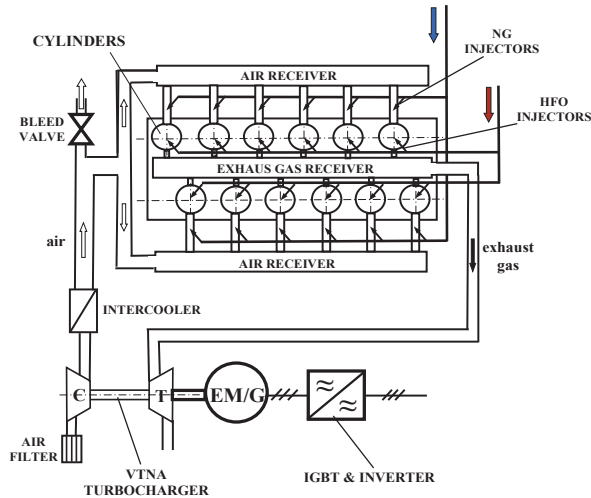 CYLINDERS
NG
INJECTORS
AIR RECEIVER
HFO
INJECTORS
BLEED
VALVE
EXHAUS GAS RECEIVER
air
AIR RECEIVER
exhaust
gas
INTERCOOLER
C
T
EM/G
AIR
FILTER
VTNA
TURBOCHARGER
IGBT & INVERTER